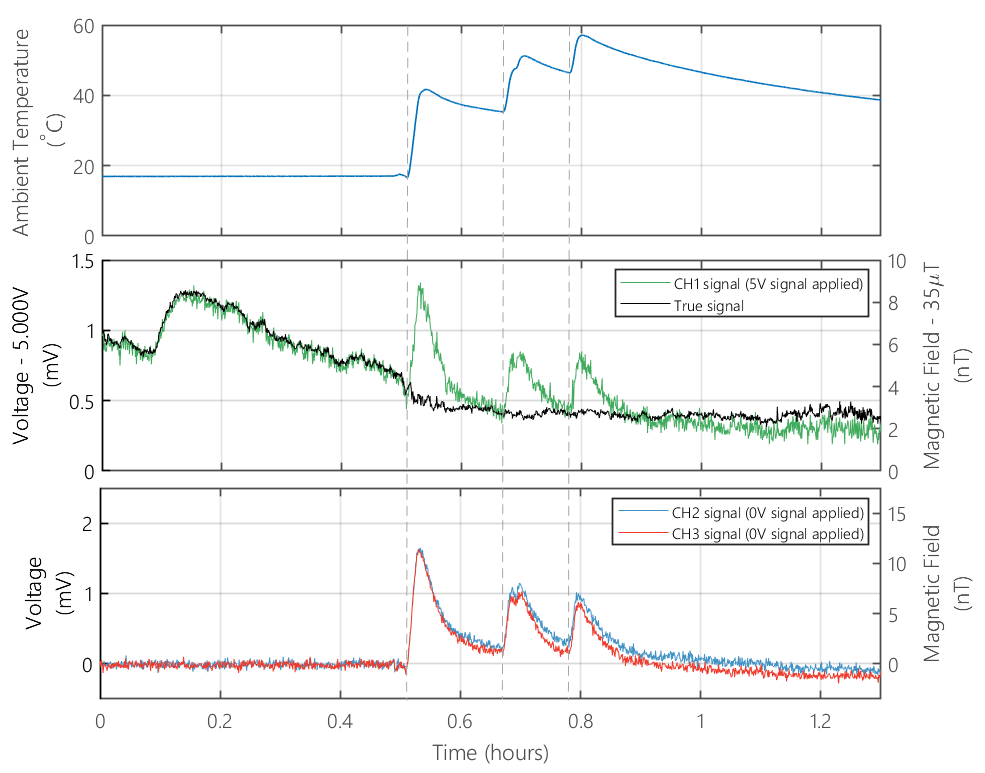 Ambient Temperature
(°C)
60
40
20
0
Voltage - 5.000V
(mV)
1.5
1
0.5
0
CH1 signal (5V signal applied)
True signal
10
8
6
4
2
0
Magnetic Field - 35μT
(nT)
Voltage
(mV)
2
1
0
CH2 signal (0V signal applied)
CH3 signal (0V signal applied)
15
10
5
0
Magnetic Field
(nT)
0
0.2
0.4
0.6
0.8
1
1.2
Time (hours)